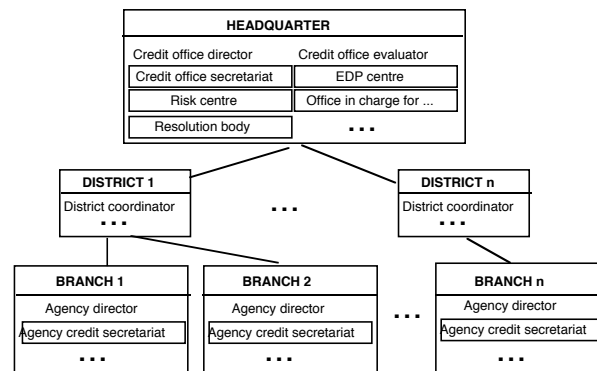 HEADQUARTER
Credit office director Credit office evaluator
Credit office secretariat EDP centre
Risk centre Office in charge for ...
Resolution body ...
DISTRICT 1 DISTRICT n
District coordinator District coordinator
... ... ...
BRANCH 1 BRANCH 2 BRANCH n
Agency director Agency director Agency director
Agency credit secretariat Agency credit secretariat ... Agency credit secretariat
... ... ...